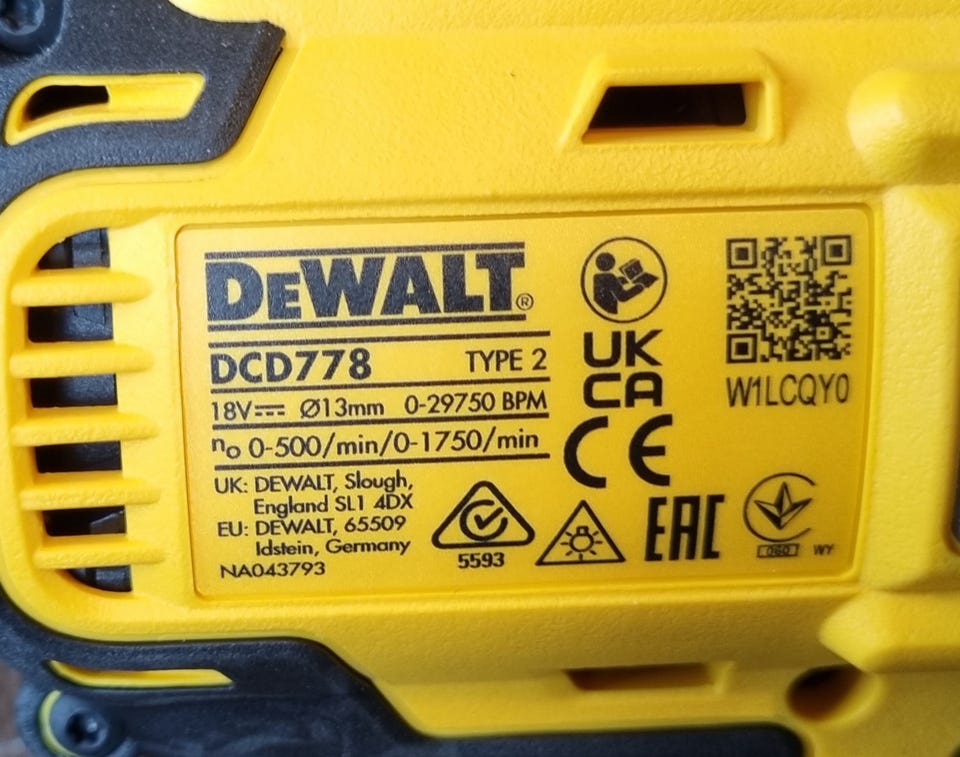 DEWALT®
DCD778 TYPE 2
18V⎓ Ø13mm 0-29750 BPM
n₀ 0-500/min/0-1750/min
UK: DEWALT, Slough,
England SL1 4DX
EU: DEWALT, 65509
Idstein, Germany
NA043793
5593
UK
CA
CE
EAC
W1LCQY0
060 WY